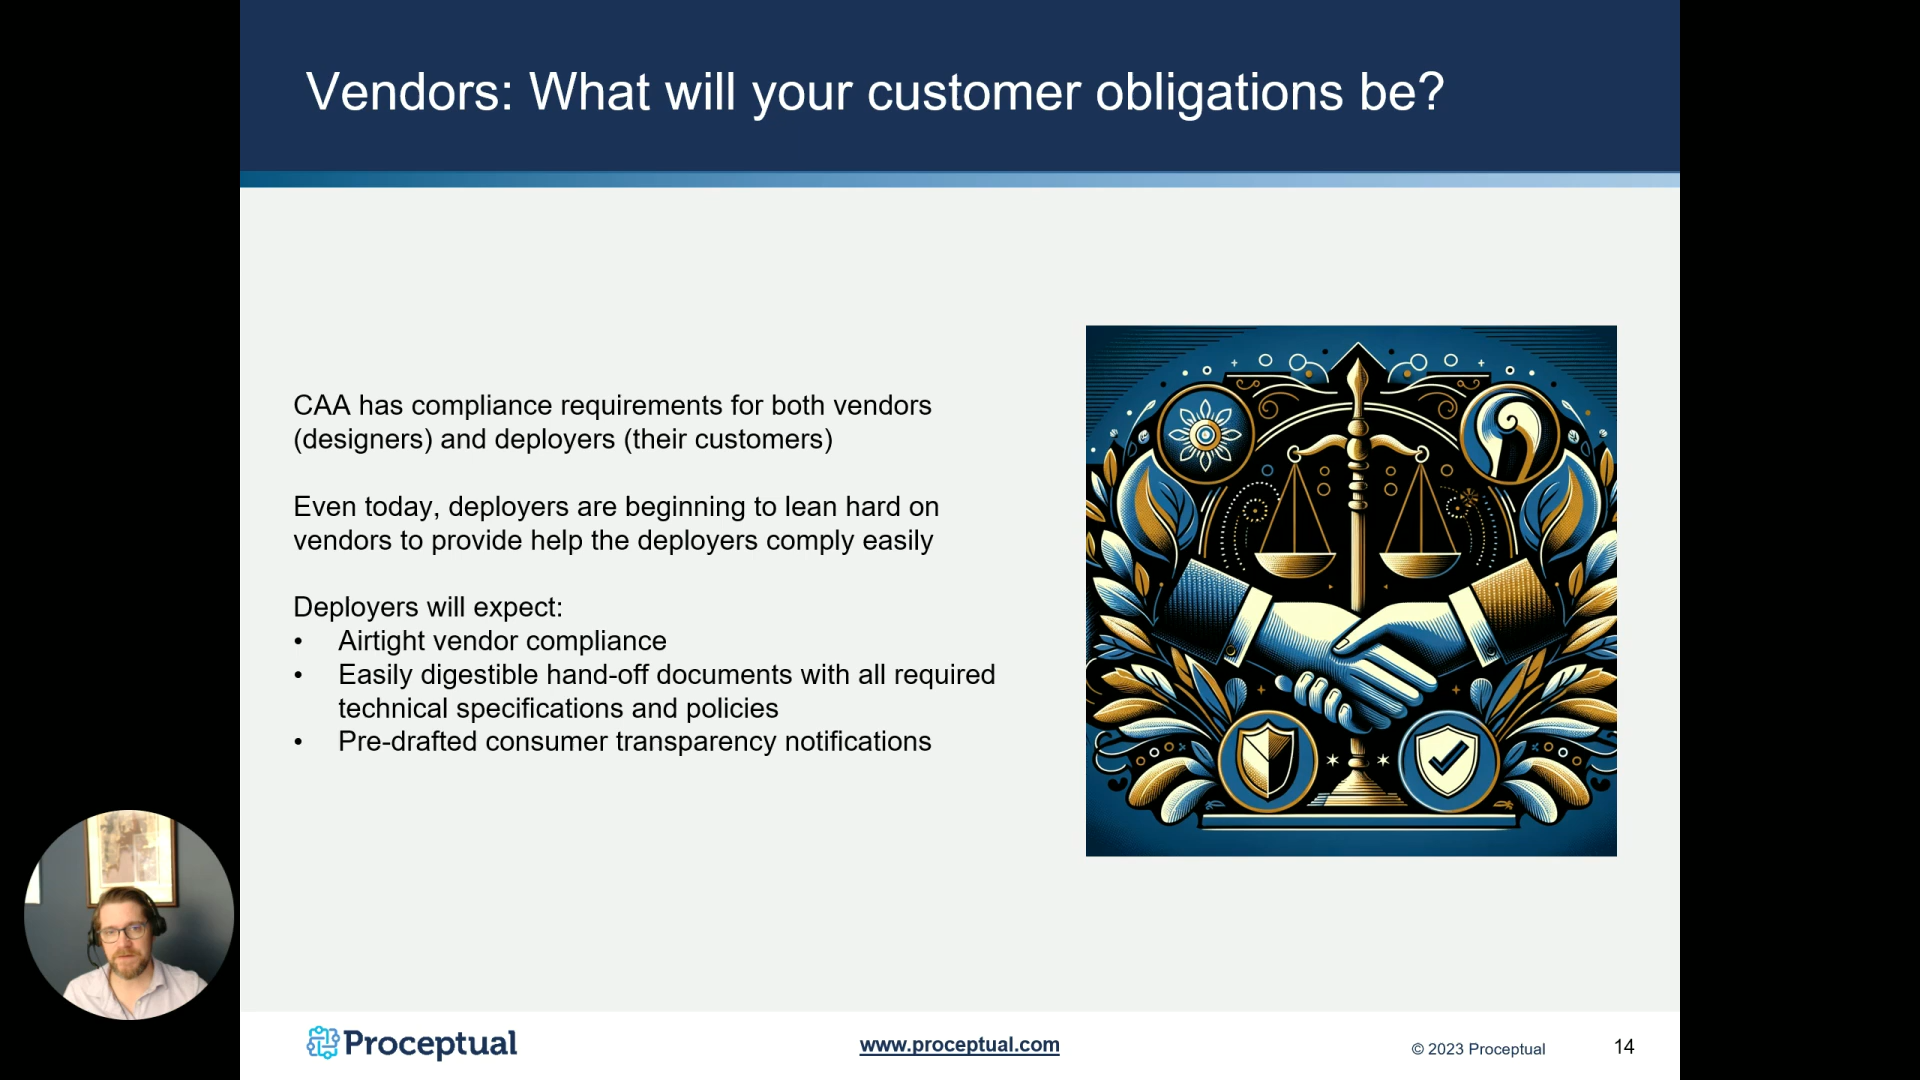 Vendors: What will your customer obligations be?
CAA has compliance requirements for both vendors
(designers) and deployers (their customers)
Even today, deployers are beginning to lean hard on
vendors to provide help the deployers comply easily
Deployers will expect:
• Airtight vendor compliance
• Easily digestible hand-off documents with all required
technical specifications and policies
• Pre-drafted consumer transparency notifications
Proceptual
www.proceptual.com
© 2023 Proceptual
14